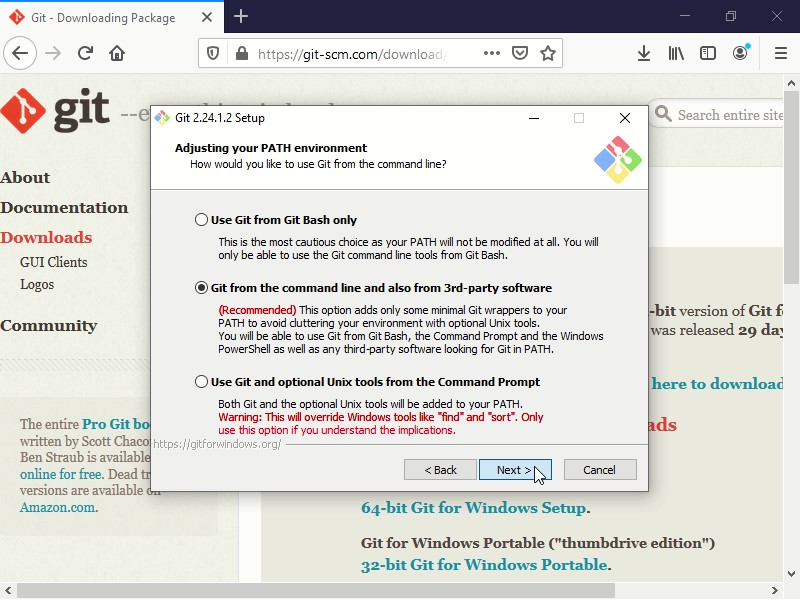 Git - Downloading Package
https://git-scm.com/download/
git
Search entire site
About
Documentation
Downloads
GUI Clients
Logos
Community
The entire Pro Git bo
written by Scott Chaco
Ben Straub is available
online for free. Dead tr
versions are available on
Amazon.com.
Git 2.24.1.2 Setup
Adjusting your PATH environment
How would you like to use Git from the command line?
Use Git from Git Bash only
This is the most cautious choice as your PATH will not be modified at all. You will
only be able to use the Git command line tools from Git Bash.
Git from the command line and also from 3rd-party software
(Recommended) This option adds only some minimal Git wrappers to your
PATH to avoid cluttering your environment with optional Unix tools.
You will be able to use Git from Git Bash, the Command Prompt and the Windows
PowerShell as well as any third-party software looking for Git in PATH.
Use Git and optional Unix tools from the Command Prompt
Both Git and the optional Unix tools will be added to your PATH.
Warning: This will override Windows tools like "find" and "sort". Only
use this option if you understand the implications.
https://gitforwindows.org/
< Back
Next >
Cancel
-bit version of Git f
was released 29 day
here to download
ads
64-bit Git for Windows Setup.
Git for Windows Portable ("thumbdrive edition")
32-bit Git for Windows Portable.